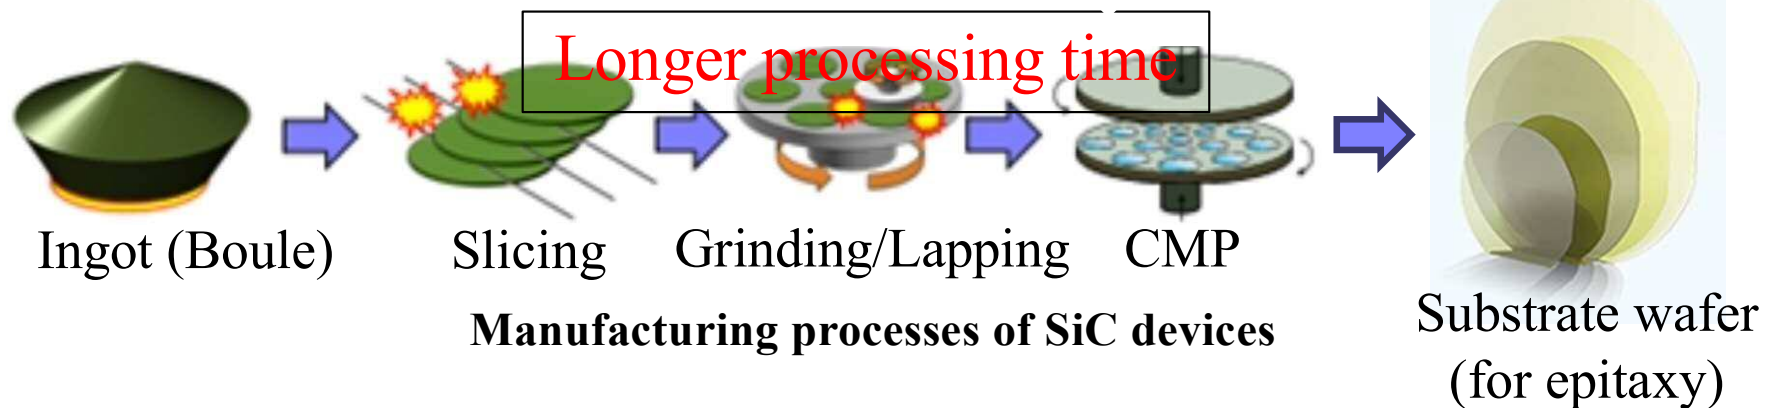 Longer processing time
Ingot (Boule)
Slicing
Grinding/Lapping
CMP
Substrate wafer
(for epitaxy)
Manufacturing processes of SiC devices